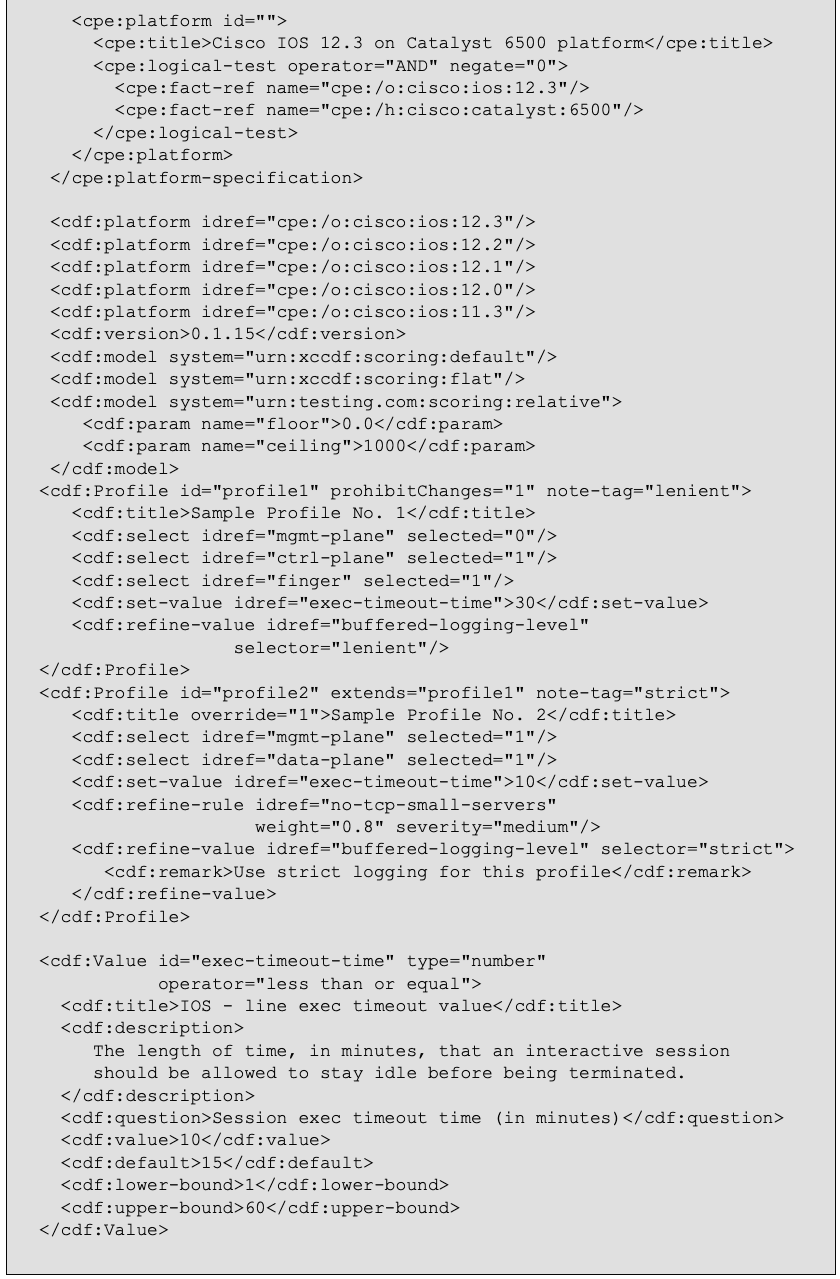 <cpe:platform id="">
<cpe:title>Cisco IOS 12.3 on Catalyst 6500 platform</cpe:title>
<cpe:logical-test operator="AND" negate="0">
<cpe:fact-ref name="cpe:/o:cisco:ios:12.3"/>
<cpe:fact-ref name="cpe:/h:cisco:catalyst:6500"/>
</cpe:logical-test>
</cpe:platform>
</cpe:platform-specification>
<cdf:platform idref="cpe:/o:cisco:ios:12.3"/>
<cdf:platform idref="cpe:/o:cisco:ios:12.2"/>
<cdf:platform idref="cpe:/o:cisco:ios:12.1"/>
<cdf:platform idref="cpe:/o:cisco:ios:12.0"/>
<cdf:platform idref="cpe:/o:cisco:ios:11.3"/>
<cdf:version>0.1.15</cdf:version>
<cdf:model system="urn:xccdf:scoring:default"/>
<cdf:model system="urn:xccdf:scoring:flat"/>
<cdf:model system="urn:testing.com:scoring:relative">
<cdf:param name="floor">0.0</cdf:param>
<cdf:param name="ceiling">1000</cdf:param>
</cdf:model>
<cdf:Profile id="profile1" prohibitChanges="1" note-tag="lenient">
<cdf:title>Sample Profile No. 1</cdf:title>
<cdf:select idref="mgmt-plane" selected="0"/>
<cdf:select idref="ctrl-plane" selected="1"/>
<cdf:select idref="finger" selected="1"/>
<cdf:set-value idref="exec-timeout-time">30</cdf:set-value>
<cdf:refine-value idref="buffered-logging-level"
selector="lenient"/>
</cdf:Profile>
<cdf:Profile id="profile2" extends="profile1" note-tag="strict">
<cdf:title override="1">Sample Profile No. 2</cdf:title>
<cdf:select idref="mgmt-plane" selected="1"/>
<cdf:select idref="data-plane" selected="1"/>
<cdf:set-value idref="exec-timeout-time">10</cdf:set-value>
<cdf:refine-rule idref="no-tcp-small-servers"
weight="0.8" severity="medium"/>
<cdf:refine-value idref="buffered-logging-level" selector="strict">
<cdf:remark>Use strict logging for this profile</cdf:remark>
</cdf:refine-value>
</cdf:Profile>
<cdf:Value id="exec-timeout-time" type="number"
operator="less than or equal">
<cdf:title>IOS - line exec timeout value</cdf:title>
<cdf:description>
The length of time, in minutes, that an interactive session
should be allowed to stay idle before being terminated.
</cdf:description>
<cdf:question>Session exec timeout time (in minutes)</cdf:question>
<cdf:value>10</cdf:value>
<cdf:default>15</cdf:default>
<cdf:lower-bound>1</cdf:lower-bound>
<cdf:upper-bound>60</cdf:upper-bound>
</cdf:Value>